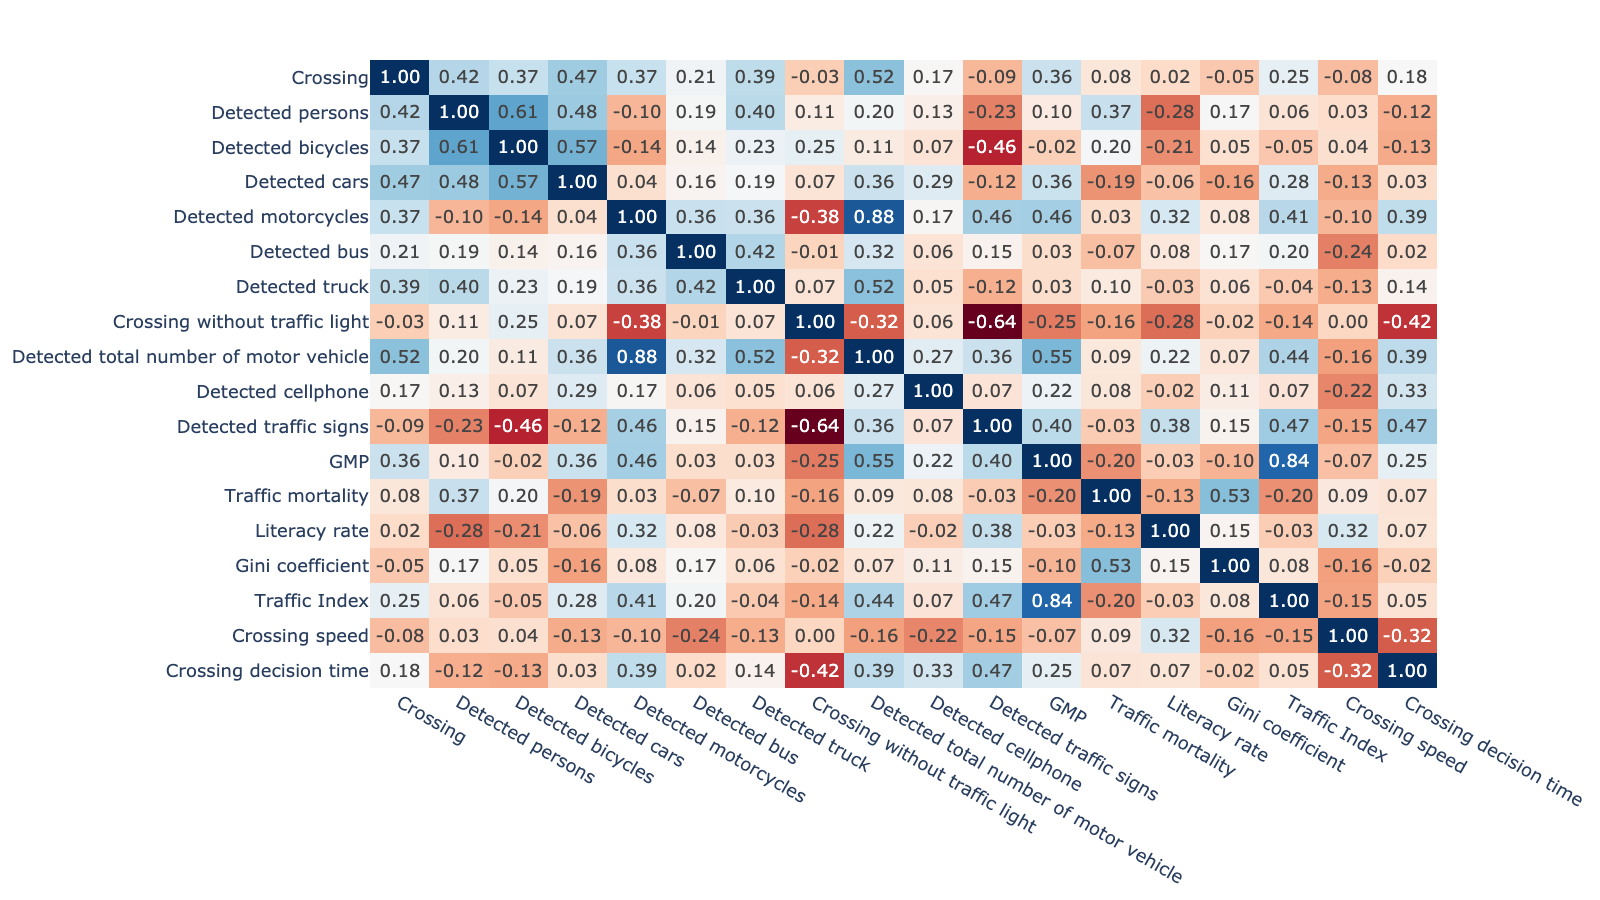 Crossing 1.00 0.42 0.37 0.47 0.37 0.21 0.39 -0.03 0.52 0.17 -0.09 0.36 0.08 0.02 -0.05 0.25 -0.08 0.18
Detected persons 0.42 1.00 0.61 0.48 -0.10 0.19 0.40 0.11 0.20 0.13 -0.23 0.10 0.37 -0.28 0.17 0.06 0.03 -0.12
Detected bicycles 0.37 0.61 1.00 0.57 -0.14 0.14 0.23 0.25 0.11 0.07 -0.46 -0.02 0.20 -0.21 0.05 -0.05 0.04 -0.13
Detected cars 0.47 0.48 0.57 1.00 0.04 0.16 0.19 0.07 0.36 0.29 -0.12 0.36 -0.19 -0.06 -0.16 0.28 -0.13 0.03
Detected motorcycles 0.37 -0.10 -0.14 0.04 1.00 0.36 0.36 -0.38 0.88 0.17 0.46 0.46 0.03 0.32 0.08 0.41 -0.10 0.39
Detected bus 0.21 0.19 0.14 0.16 0.36 1.00 0.42 -0.01 0.32 0.06 0.15 0.03 -0.07 0.08 0.17 0.20 -0.24 0.02
Detected truck 0.39 0.40 0.23 0.19 0.36 0.42 1.00 0.07 0.52 0.05 -0.12 0.03 0.10 -0.03 0.06 -0.04 -0.13 0.14
Crossing without traffic light -0.03 0.11 0.25 0.07 -0.38 -0.01 0.07 1.00 -0.32 0.06 -0.64 -0.25 -0.16 -0.28 -0.02 -0.14 0.00 -0.42
Detected total number of motor vehicle 0.52 0.20 0.11 0.36 0.88 0.32 0.52 -0.32 1.00 0.27 0.36 0.55 0.09 0.22 0.07 0.44 -0.16 0.39
Detected cellphone 0.17 0.13 0.07 0.29 0.17 0.06 0.05 0.06 0.27 1.00 0.07 0.22 0.08 -0.02 0.11 0.07 -0.22 0.33
Detected traffic signs -0.09 -0.23 -0.46 -0.12 0.46 0.15 -0.12 -0.64 0.36 0.07 1.00 0.40 -0.03 0.38 0.15 0.47 -0.15 0.47
GMP 0.36 0.10 -0.02 0.36 0.46 0.03 0.03 -0.25 0.55 0.22 0.40 1.00 -0.20 -0.03 -0.10 0.84 -0.07 0.25
Traffic mortality 0.08 0.37 0.20 -0.19 0.03 -0.07 0.10 -0.16 0.09 0.08 -0.03 -0.20 1.00 -0.13 0.53 -0.20 0.09 0.07
Literacy rate 0.02 -0.28 -0.21 -0.06 0.32 0.08 -0.03 -0.28 0.22 -0.02 0.38 -0.03 -0.13 1.00 0.15 -0.03 0.32 0.07
Gini coefficient -0.05 0.17 0.05 -0.16 0.08 0.17 0.06 -0.02 0.07 0.11 0.15 -0.10 0.53 0.15 1.00 0.08 -0.16 -0.02
Traffic Index 0.25 0.06 -0.05 0.28 0.41 0.20 -0.04 -0.14 0.44 0.07 0.47 0.84 -0.20 -0.03 0.08 1.00 -0.15 0.05
Crossing speed -0.08 0.03 0.04 -0.13 -0.10 -0.24 -0.13 0.00 -0.16 -0.22 -0.15 -0.07 0.09 0.32 -0.16 -0.15 1.00 -0.32
Crossing decision time 0.18 -0.12 -0.13 0.03 0.39 0.02 0.14 -0.42 0.39 0.33 0.47 0.25 0.07 0.07 -0.02 0.05 -0.32 1.00
Crossing
Detected persons
Detected bicycles
Detected cars
Detected motorcycles
Detected bus
Detected truck
Crossing without traffic light
Detected total number of motor vehicle
Detected cellphone
Detected traffic signs
GMP
Traffic mortality
Literacy rate
Gini coefficient
Traffic Index
Crossing speed
Crossing decision time